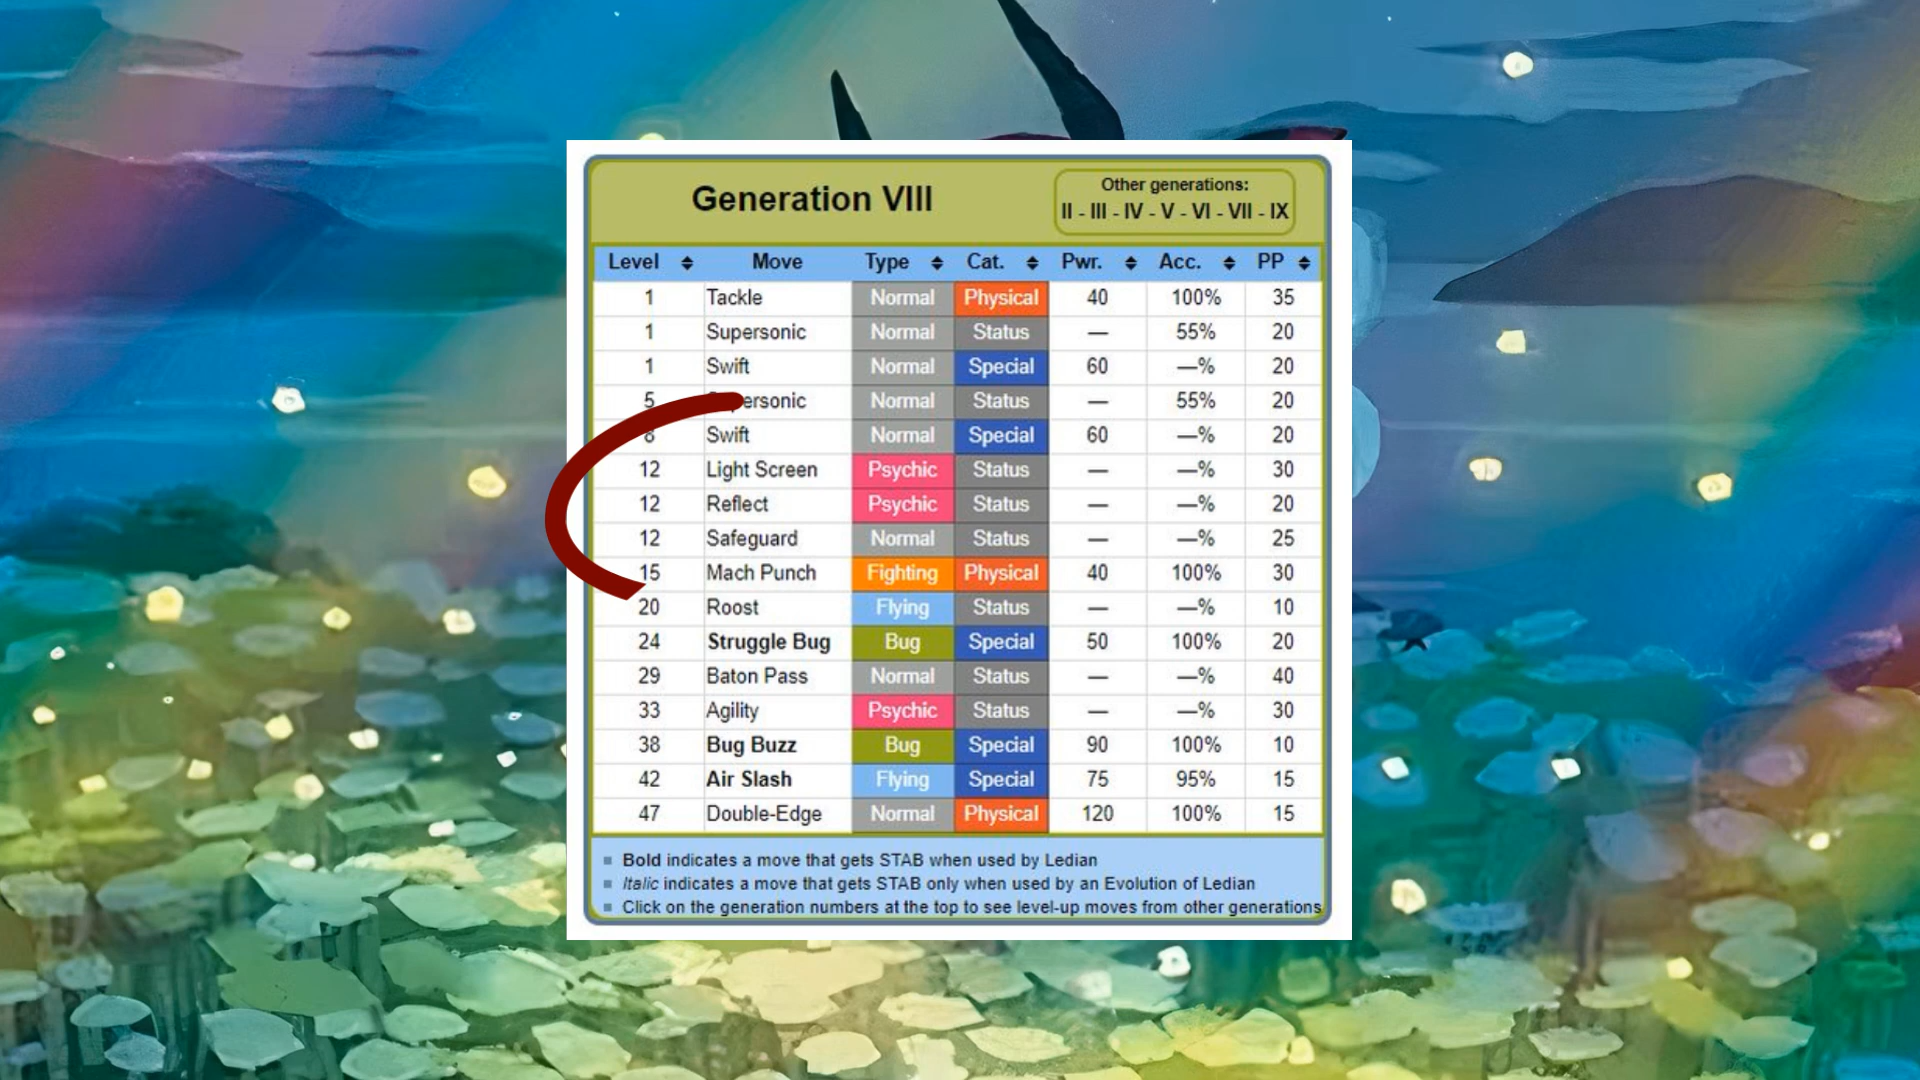 Generation VIII
Other generations:
II - III - IV - V - VI - VII - IX
Level Move Type Cat. Pwr. Acc. PP
1 Tackle Normal Physical 40 100% 35
1 Supersonic Normal Status — 55% 20
1 Swift Normal Special 60 —% 20
5 Normal Status — 55% 20
8 Swift Normal Special 60 —% 20
12 Light Screen Psychic Status — —% 30
12 Reflect Psychic Status — —% 20
12 Safeguard Normal Status — —% 25
15 Mach Punch Fighting Physical 40 100% 30
20 Roost Flying Status — —% 10
24 Struggle Bug Bug Special 50 100% 20
29 Baton Pass Normal Status — —% 40
33 Agility Psychic Status — —% 30
38 Bug Buzz Bug Special 90 100% 10
42 Air Slash Flying Special 75 95% 15
47 Double-Edge Normal Physical 120 100% 15
Bold indicates a move that gets STAB when used by Ledian
Italic indicates a move that gets STAB only when used by an Evolution of Ledian
Click on the generation numbers at the top to see level-up moves from other generations